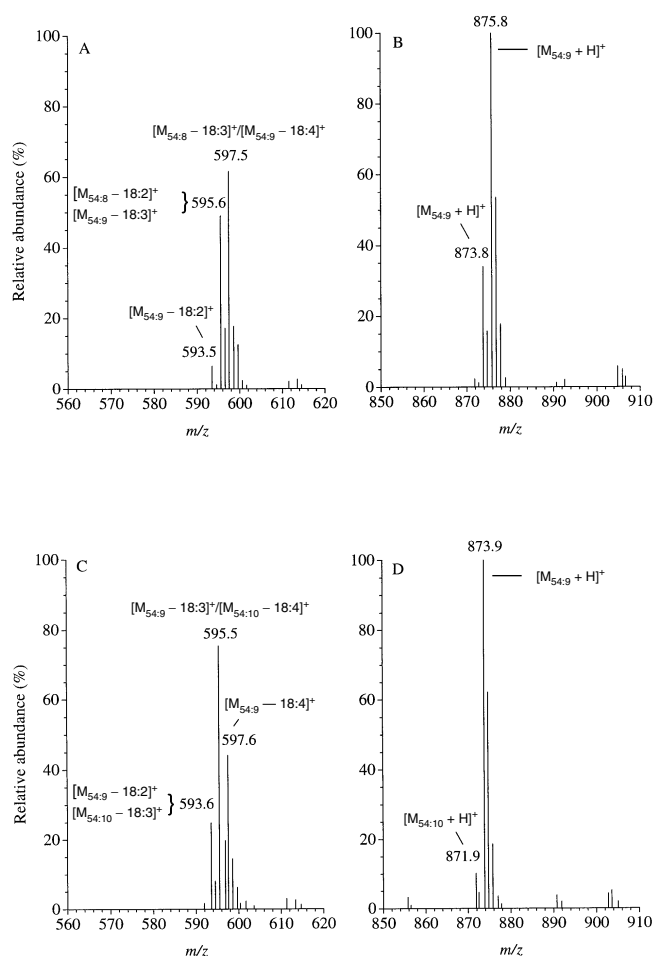 A
100
80
60
40
20
0
Relative abundance (%)
[M54:8 – 18:3]+/[M54:9 – 18:4]+
597.5
[M54:8 – 18:2]+
[M54:9 – 18:3]+
} 595.6
[M54:9 – 18:2]+
593.5
560 570 580 590 600 610 620
m/z
B
875.8
[M54:9 + H]+
[M54:9 + H]+
873.8
100
80
60
40
20
0
850 860 870 880 890 900 910
m/z
C
100
80
60
40
20
0
Relative abundance (%)
[M54:9 – 18:3]+/[M54:10 – 18:4]+
595.5
[M54:9 — 18:4]+
597.6
[M54:9 – 18:2]+
[M54:10 – 18:3]+
} 593.6
560 570 580 590 600 610 620
m/z
D
873.9
[M54:9 + H]+
[M54:10 + H]+
871.9
100
80
60
40
20
0
850 860 870 880 890 900 910
m/z